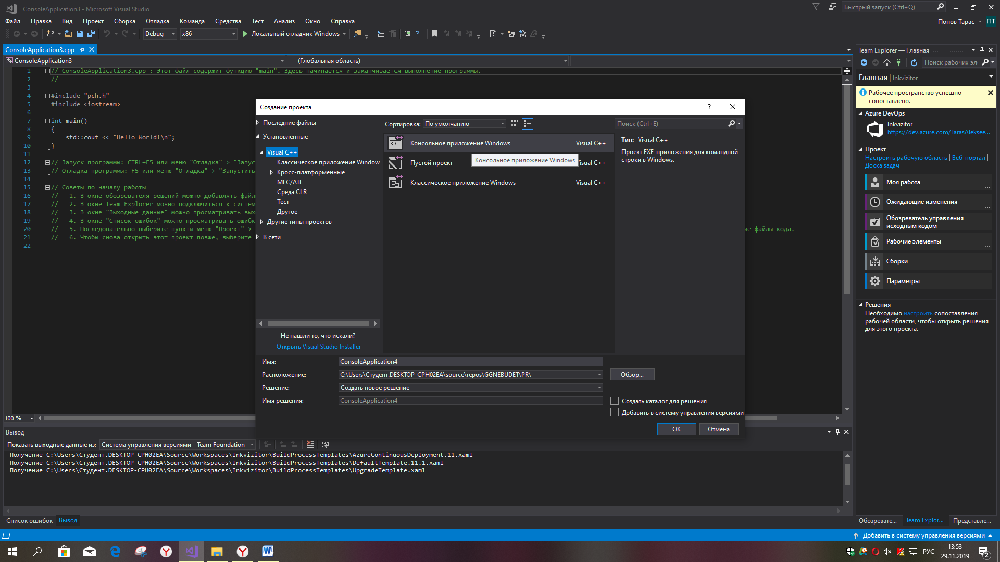 ConsoleApplication3 - Microsoft Visual Studio
Быстрый запуск (Ctrl+Q)
Файл Правка Вид Проект Сборка Отладка Команда Средства Тест Анализ Окно Справка
Попов Тарас ПТ
Debug x86 Локальный отладчик Windows
ConsoleApplication3.cpp
ConsoleApplication3 (Глобальная область)
1 // ConsoleApplication3.cpp : Этот файл содержит функцию "main". Здесь начинается и заканчивается выполнение программы.
2 //
3
4 #include "pch.h"
5 #include <iostream>
6
7 int main()
8 {
9 std::cout << "Hello World!\n";
10 }
11
12 // Запуск программы: CTRL+F5 или меню "Отладка" > "Запус
13 // Отладка программы: F5 или меню "Отладка" > "Запустить
14
15 // Советы по началу работы
16 // 1. В окне обозревателя решений можно добавлять файл
17 // 2. В окне Team Explorer можно подключиться к систем
18 // 3. В окне "Выходные данные" можно просматривать вых
19 // 4. В окне "Список ошибок" можно просматривать ошибк
20 // 5. Последовательно выберите пункты меню "Проект" > ие файлы кода.
21 // 6. Чтобы снова открыть этот проект позже, выберите
22
100 %
Создание проекта
?
Последние файлы
Установленные
Visual C++
Классическое приложение Window
Кросс-платформенные
MFC/ATL
Среда CLR
Тест
Другое
Другие типы проектов
В сети
Не нашли то, что искали?
Открыть Visual Studio Installer
Сортировка: По умолчанию
Консольное приложение Windows Visual C++
Пустой проект Visual C++
Консольное приложение Windows
Классическое приложение Windows Visual C++
Поиск (Ctrl+E)
Тип: Visual C++
Проект EXE-приложения для командной
строки в Windows.
Имя: ConsoleApplication4
Расположение: C:\Users\Студент.DESKTOP-CPH02EA\source\repos\GGNEBUDET\PR\ Обзор...
Решение: Создать новое решение
Имя решения: ConsoleApplication4
Создать каталог для решения
Добавить в систему управления версиями
ОК Отмена
Вывод
Показать выходные данные из: Система управления версиями - Team Foundation
Получение C:\Users\Студент.DESKTOP-CPH02EA\Source\Workspaces\Inkvizitor\BuildProcessTemplates\AzureContinuousDeployment.11.xaml
Получение C:\Users\Студент.DESKTOP-CPH02EA\Source\Workspaces\Inkvizitor\BuildProcessTemplates\DefaultTemplate.11.1.xaml
Получение C:\Users\Студент.DESKTOP-CPH02EA\Source\Workspaces\Inkvizitor\BuildProcessTemplates\UpgradeTemplate.xaml
Список ошибок Вывод
Team Explorer — Главная
Поиск рабочих эл
Главная | Inkvizitor
Рабочее пространство успешно
сопоставлено.
Azure DevOps
Inkvizitor
https://dev.azure.com/TarasAleksee...
Проект
Настроить рабочую область | Веб-портал |
Доска задач
Моя работа ...
Ожидающие изменения ...
Обозреватель управления
исходным кодом
Рабочие элементы ...
Сборки
Параметры
Решения
Необходимо настроить сопоставления
рабочей области, чтобы открыть решения
для этого проекта.
Обозревате... Team Explor... Представле...
Добавить в систему управления версиями
РУС
13:53
29.11.2019
2